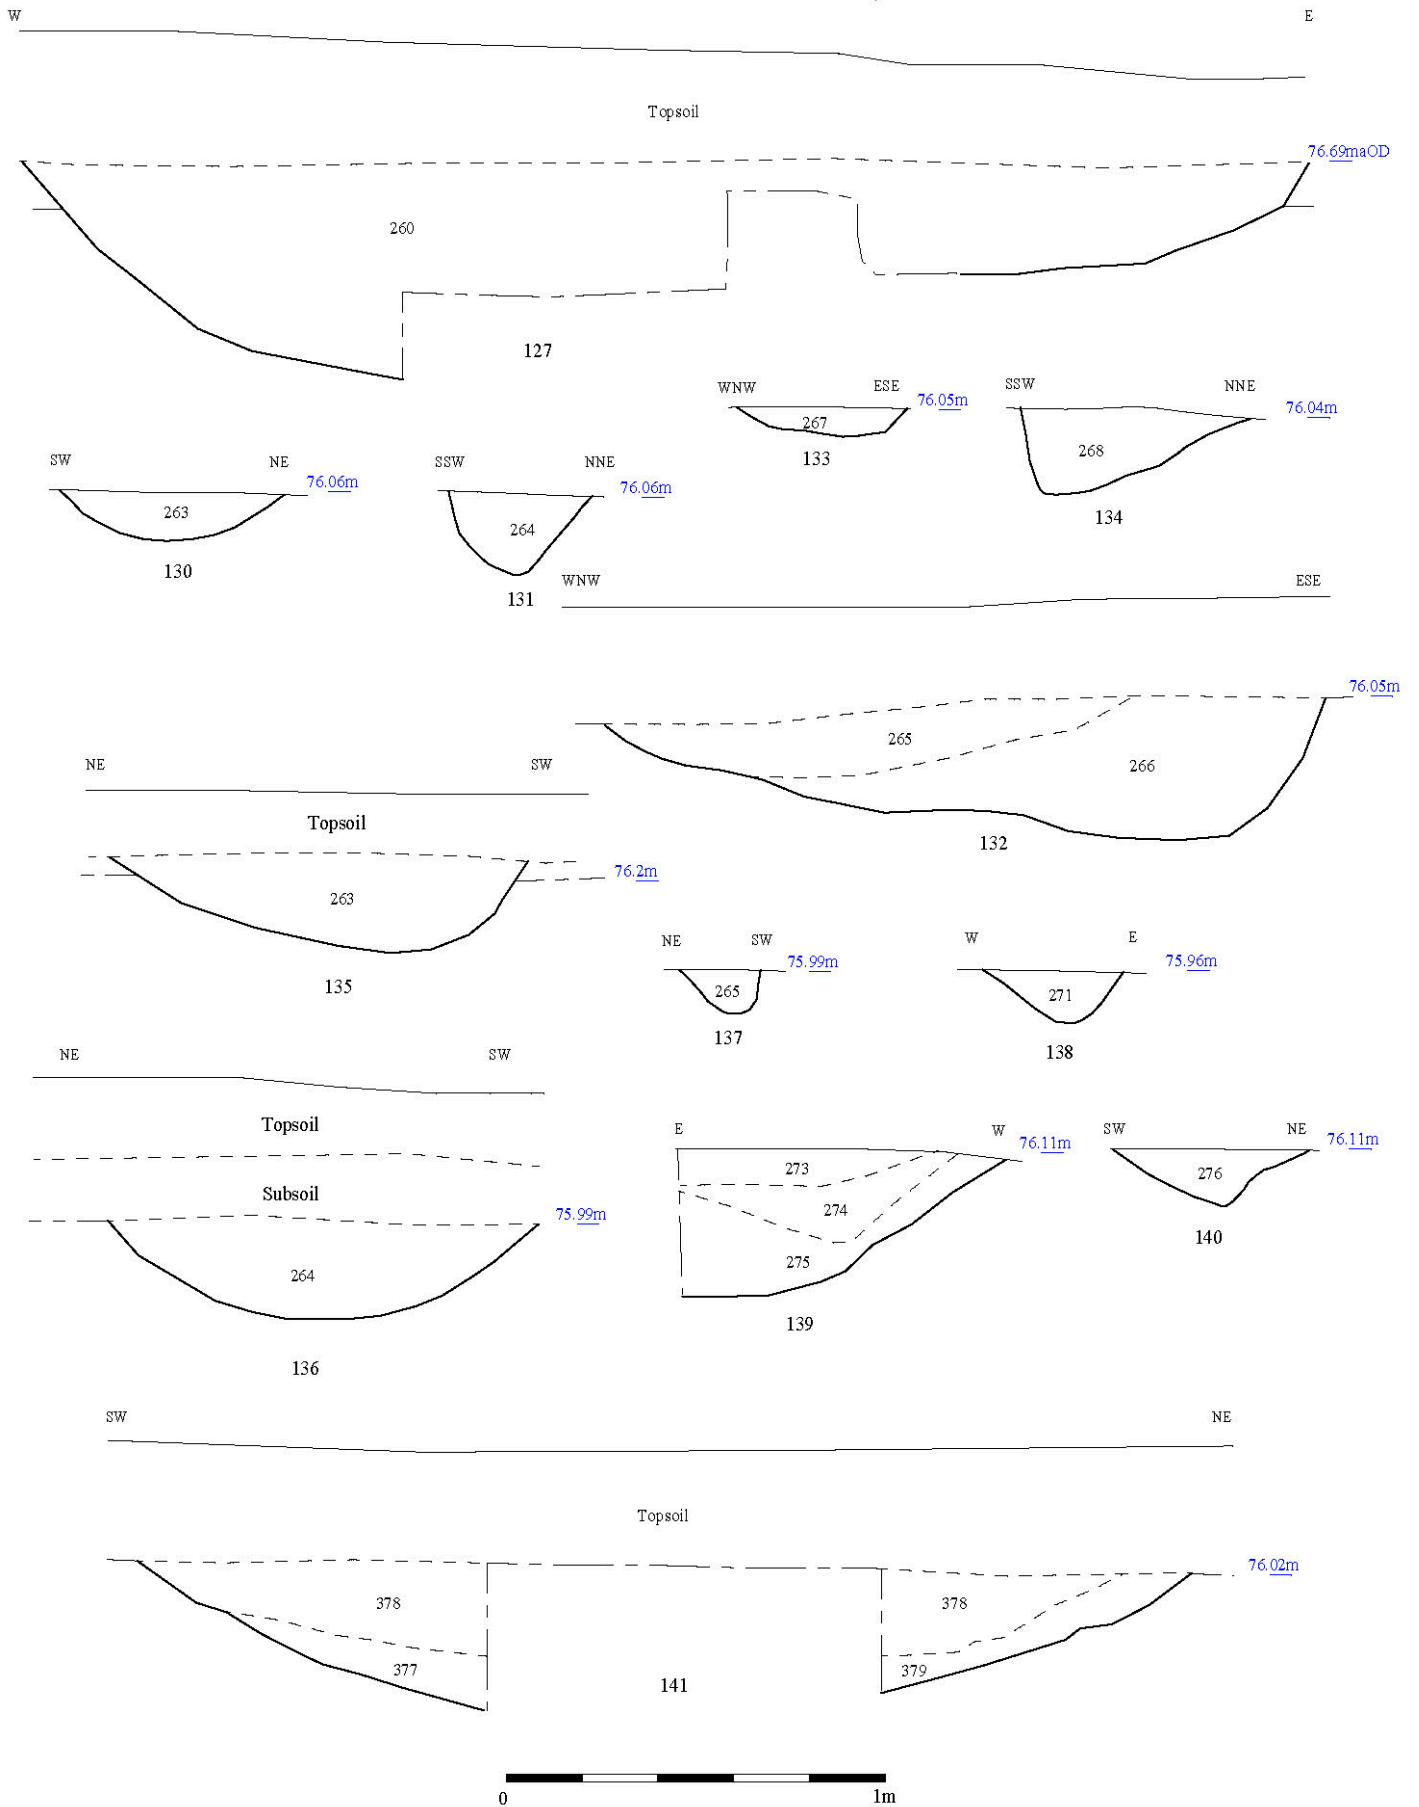 W E
Topsoil
76.69maOD
260
127
WNW ESE 76.05m
267
133
SSW NNE 76.04m
268
134
SW NE 76.06m
263
130
SSW NNE 76.06m
264
131
WNW ESE
76.05m
265
266
132
NE SW
Topsoil
76.2m
263
135
NE SW 75.99m
265
137
W E 75.96m
271
138
NE SW
Topsoil
Subsoil
75.99m
264
136
E W 76.11m
273
274
275
139
SW NE 76.11m
276
140
SW NE
Topsoil
76.02m
378 378
377 379
141
0 1m